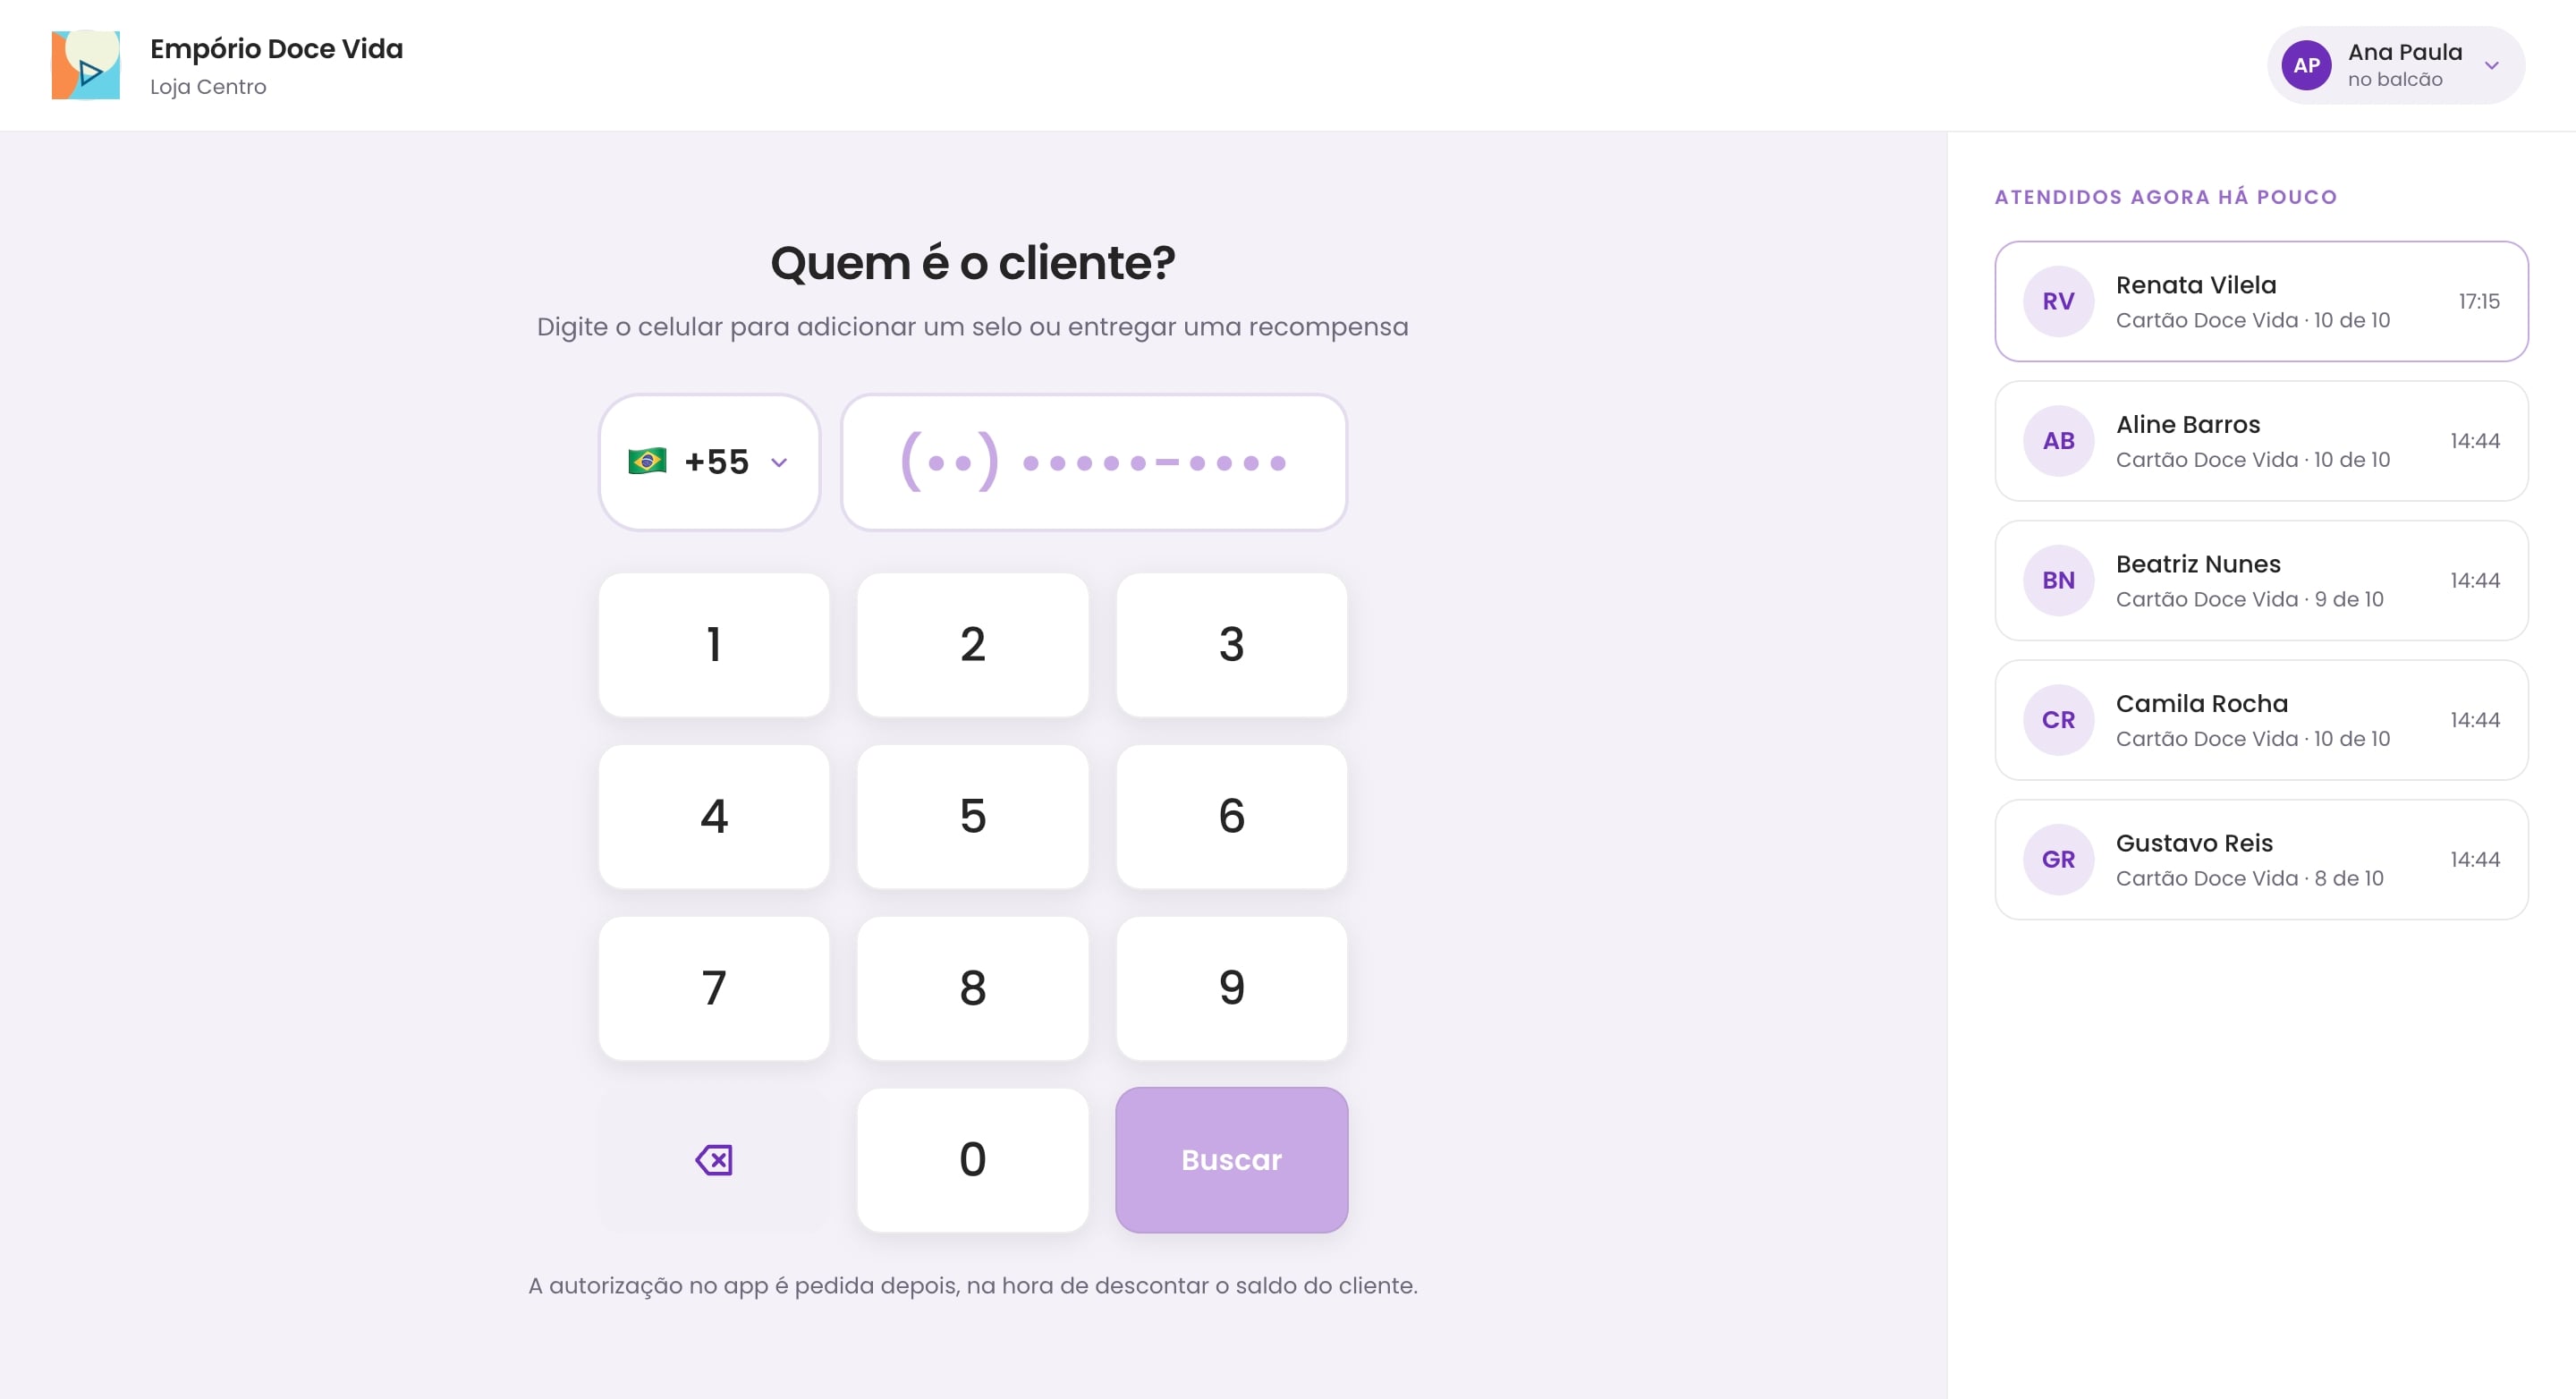 Empório Doce Vida
Loja Centro
AP
Ana Paula
no balcão
Quem é o cliente?
Digite o celular para adicionar um selo ou entregar uma recompensa
+55
(••) •••••-••••
1
2
3
4
5
6
7
8
9
0
Buscar
A autorização no app é pedida depois, na hora de descontar o saldo do cliente.
ATENDIDOS AGORA HÁ POUCO
RV
Renata Vilela
Cartão Doce Vida · 10 de 10
17:15
AB
Aline Barros
Cartão Doce Vida · 10 de 10
14:44
BN
Beatriz Nunes
Cartão Doce Vida · 9 de 10
14:44
CR
Camila Rocha
Cartão Doce Vida · 10 de 10
14:44
GR
Gustavo Reis
Cartão Doce Vida · 8 de 10
14:44